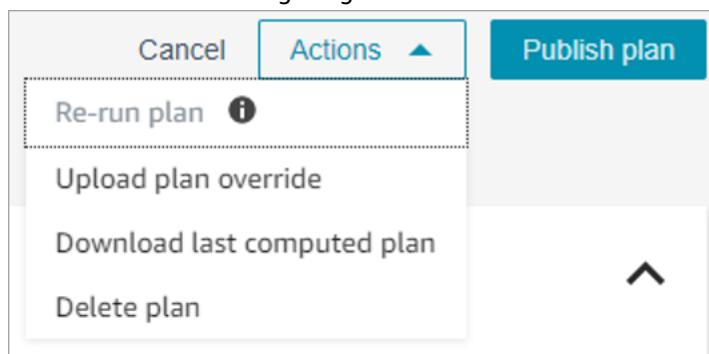 Cancel Actions Publish plan
Re-run plan
Upload plan override
Download last computed plan
Delete plan